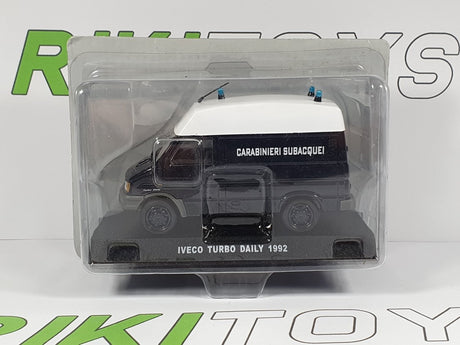 RIKITOYS
CARABINIERI SUBACQUEI
IVECO TURBO DAILY 1992
RIKITOYS